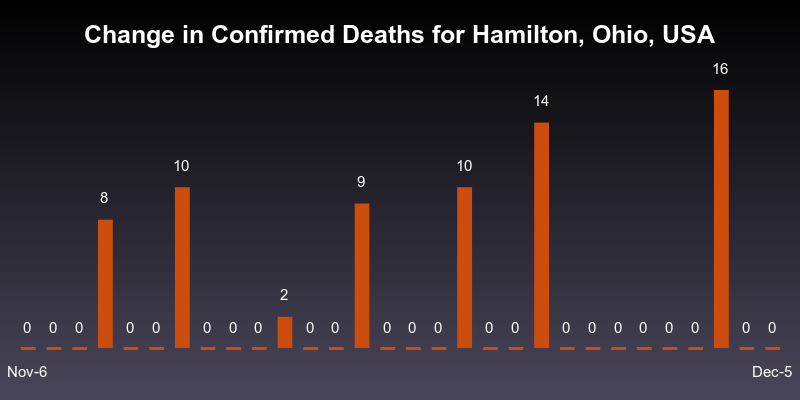 Change in Confirmed Deaths for Hamilton, Ohio, USA
0 0 0 8 0 0 10 0 0 0 2 0 0 9 0 0 0 10 0 0 14 0 0 0 0 0 0 16 0 0
Nov-6 Dec-5